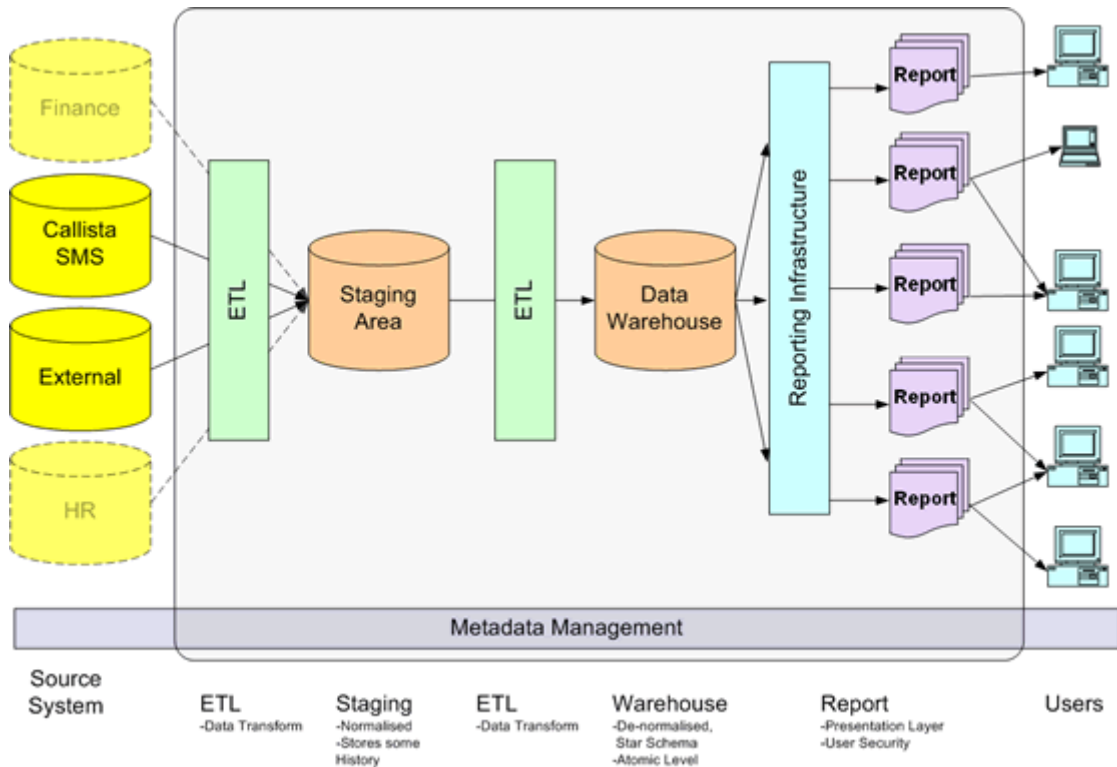 Finance
Callista
SMS
External
HR
ETL
Staging
Area
ETL
Data
Warehouse
Reporting Infrastructure
Report
Report
Report
Report
Report
Metadata Management
Source
System
ETL
-Data Transform
Staging
-Normalised
-Stores some
History
ETL
-Data Transform
Warehouse
-De-normalised,
Star Schema
-Atomic Level
Report
-Presentation Layer
-User Security
Users